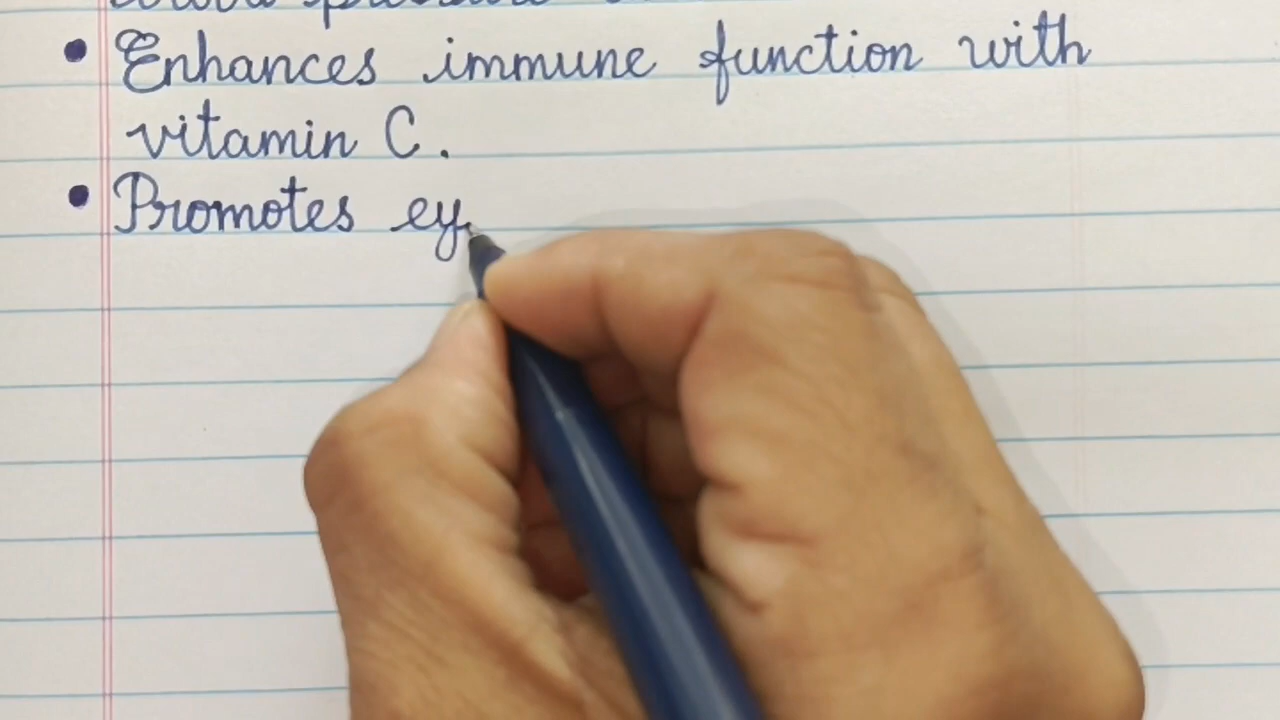 • Enhances immune function with
vitamin C.
• Promotes ey